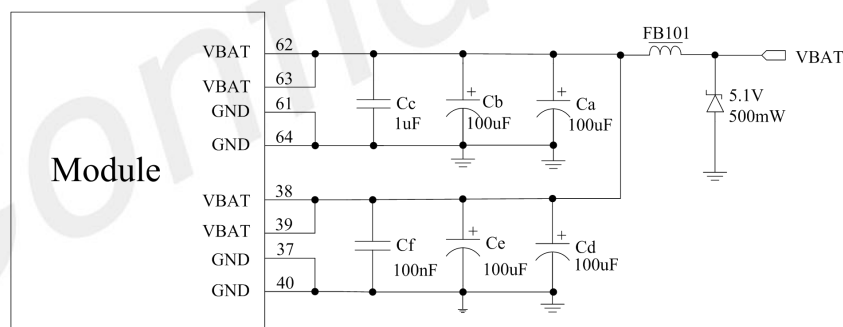 FB101
VBAT 62
VBAT
VBAT 63
GND 61
GND 64
Cc
1uF
+
Cb
100uF
+
Ca
100uF
5.1V
500mW
Module
VBAT 38
VBAT 39
GND 37
GND 40
Cf
100nF
+
Ce
100uF
+
Cd
100uF